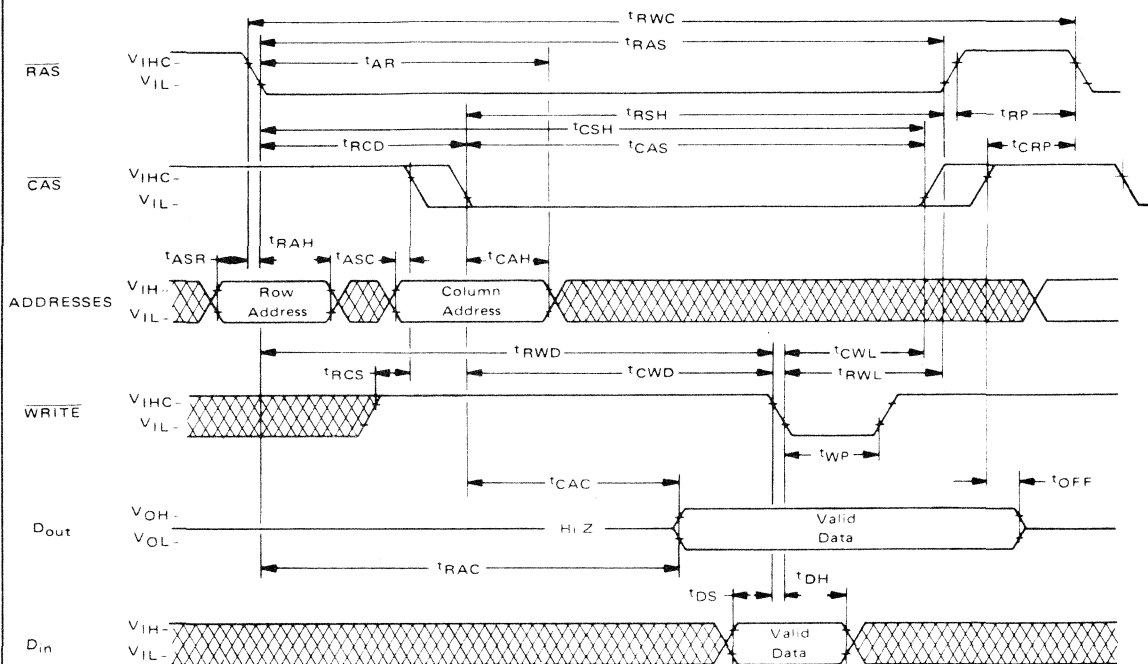 tRWC
tRAS
tAR
RAS
VIHC-
VIL-
tRSH
tRP
tCSH
tRCD
tCAS
tCRP
CAS
VIHC-
VIL-
tASR
tRAH
tASC
tCAH
ADDRESSES
VIH-
VIL-
Row
Address
Column
Address
tRWD
tCWL
tRCS
tCWD
tRWL
WRITE
VIHC-
VIL-
tWP
tCAC
tOFF
Dout
VOH-
VOL-
Hi Z
Valid
Data
tRAC
tDS
tDH
Din
VIH-
VIL-
Valid
Data